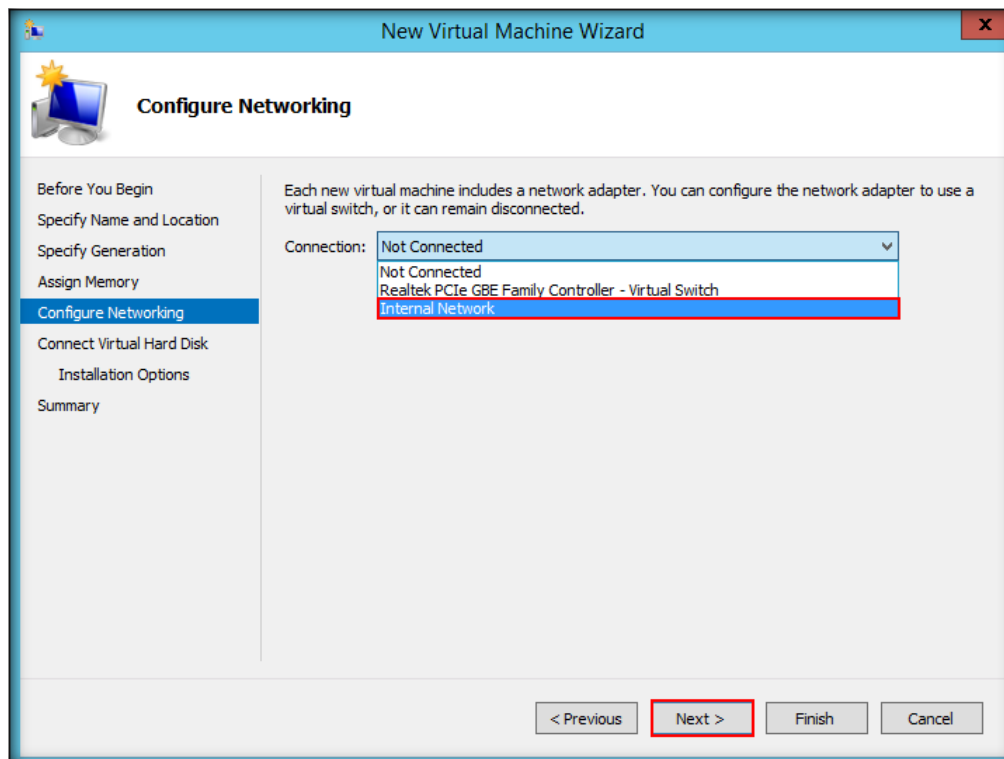 New Virtual Machine Wizard
x
Configure Networking
Before You Begin
Specify Name and Location
Specify Generation
Assign Memory
Configure Networking
Connect Virtual Hard Disk
Installation Options
Summary
Each new virtual machine includes a network adapter. You can configure the network adapter to use a
virtual switch, or it can remain disconnected.
Connection: Not Connected
Not Connected
Realtek PCIe GBE Family Controller - Virtual Switch
Internal Network
< Previous Next > Finish Cancel